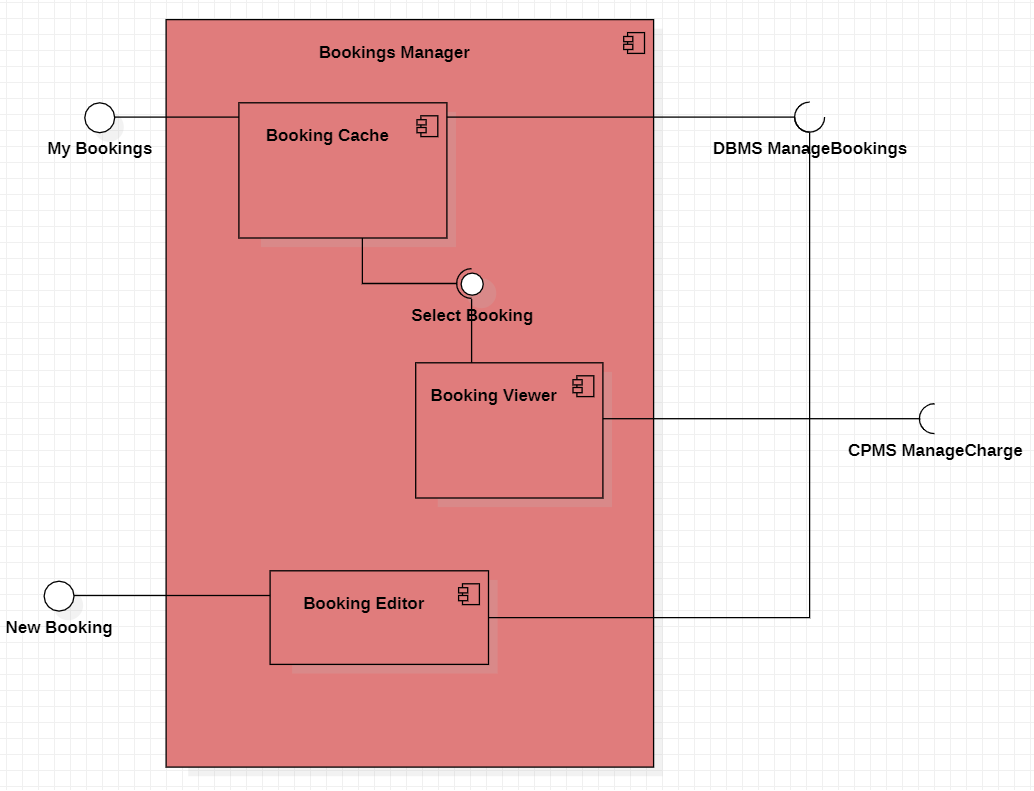 Bookings Manager
Booking Cache
My Bookings
DBMS ManageBookings
Select Booking
Booking Viewer
CPMS ManageCharge
Booking Editor
New Booking